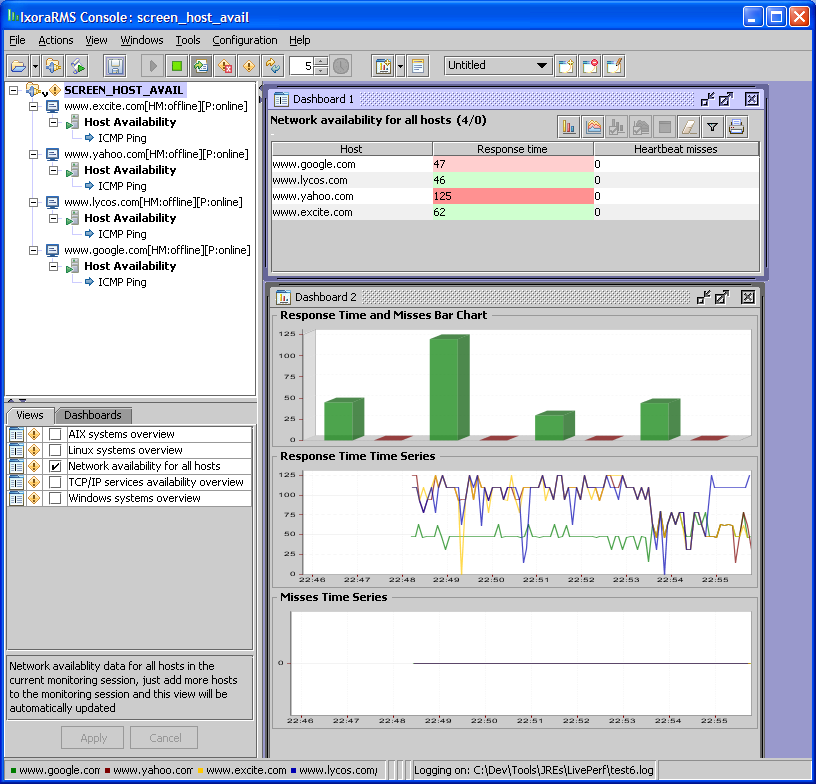 IxoraRMS Console: screen_host_avail
File Actions View Windows Tools Configuration Help
5
Untitled
SCREEN_HOST_AVAIL
www.excite.com[HM:offline][P:online]
Host Availability
ICMP Ping
www.yahoo.com[HM:offline][P:online]
Host Availability
ICMP Ping
www.lycos.com[HM:offline][P:online]
Host Availability
ICMP Ping
www.google.com[HM:offline][P:online]
Host Availability
ICMP Ping
Views Dashboards
AIX systems overview
Linux systems overview
Network availability for all hosts
TCP/IP services availability overview
Windows systems overview
Network availablity data for all hosts in the
current monitoring session, just add more hosts
to the monitoring session and this view will be
automatically updated
Apply Cancel
Dashboard 1
Network availability for all hosts (4/0)
Host Response time Heartbeat misses
www.google.com 47 0
www.lycos.com 46 0
www.yahoo.com 125 0
www.excite.com 62 0
Dashboard 2
Response Time and Misses Bar Chart
125
100
75
50
25
0
Response Time Time Series
125
100
75
50
25
0
22:46 22:47 22:48 22:49 22:50 22:51 22:52 22:53 22:54 22:55
Misses Time Series
0
22:46 22:47 22:48 22:49 22:50 22:51 22:52 22:53 22:54 22:55
www.google.com www.yahoo.com www.excite.com www.lycos.com Logging on: C:\Dev\Tools\JREs\LivePerf\test6.log